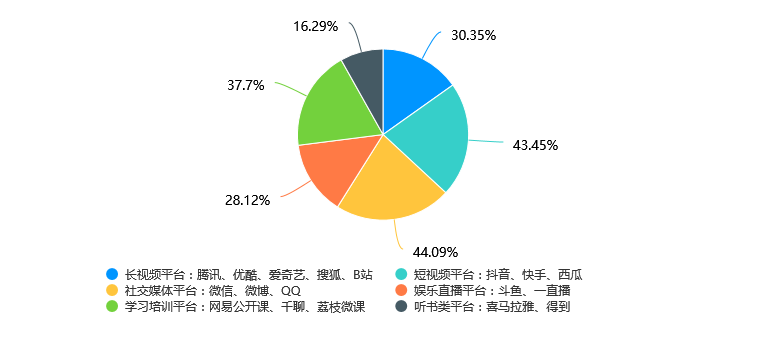 16.29%
30.35%
37.7%
43.45%
28.12%
44.09%
长视频平台：腾讯、优酷、爱奇艺、搜狐、B站
短视频平台：抖音、快手、西瓜
社交媒体平台：微信、微博、QQ
娱乐直播平台：斗鱼、一直播
学习培训平台：网易公开课、千聊、荔枝微课
听书类平台：喜马拉雅、得到